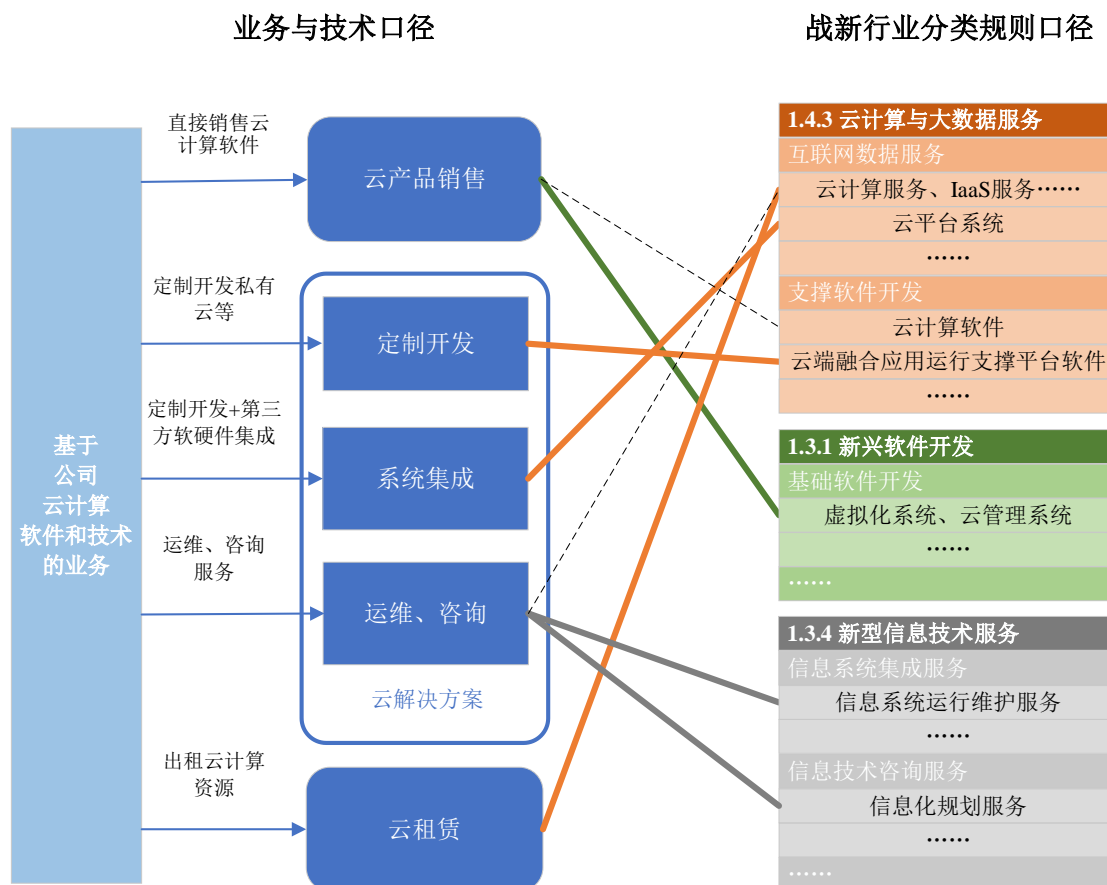 业务与技术口径
战新行业分类规则口径
基于
公司
云计算
软件和技术
的业务
直接销售云
计算软件
定制开发私有
云等
定制开发+第三
方软硬件集成
运维、咨询
服务
出租云计算
资源
云产品销售
定制开发
系统集成
运维、咨询
云解决方案
云租赁
1.4.3 云计算与大数据服务
互联网数据服务
云计算服务、IaaS服务……
云平台系统
……
支撑软件开发
云计算软件
云端融合应用运行支撑平台软件
……
1.3.1 新兴软件开发
基础软件开发
虚拟化系统、云管理系统
……
……
1.3.4 新型信息技术服务
信息系统集成服务
信息系统运行维护服务
……
信息技术咨询服务
信息化规划服务
……
……